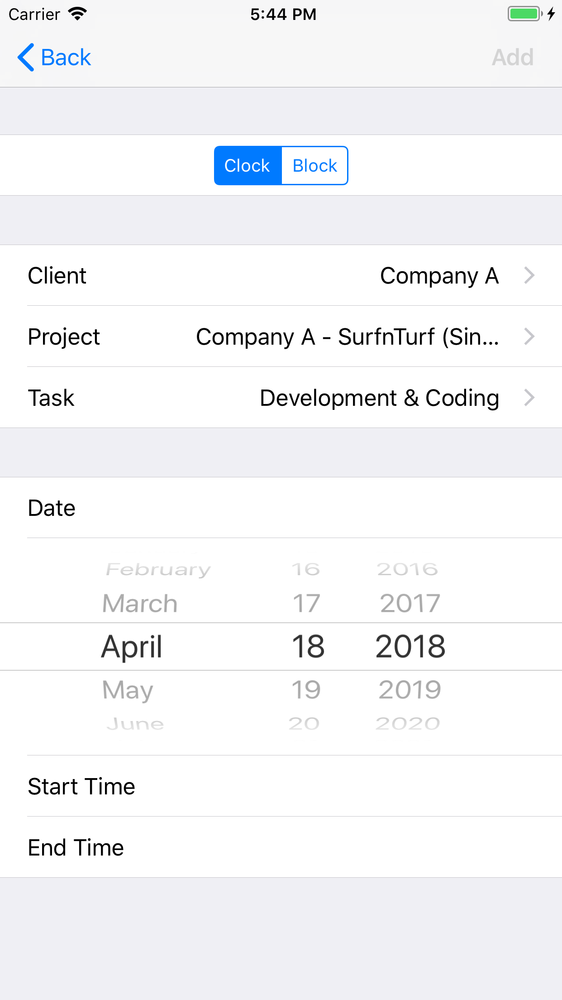 Carrier 5:44 PM
Back Add
Clock Block
Client Company A
Project Company A - SurfnTurf (Sin...
Task Development & Coding
Date
February 16 2016
March 17 2017
April 18 2018
May 19 2019
June 20 2020
Start Time
End Time